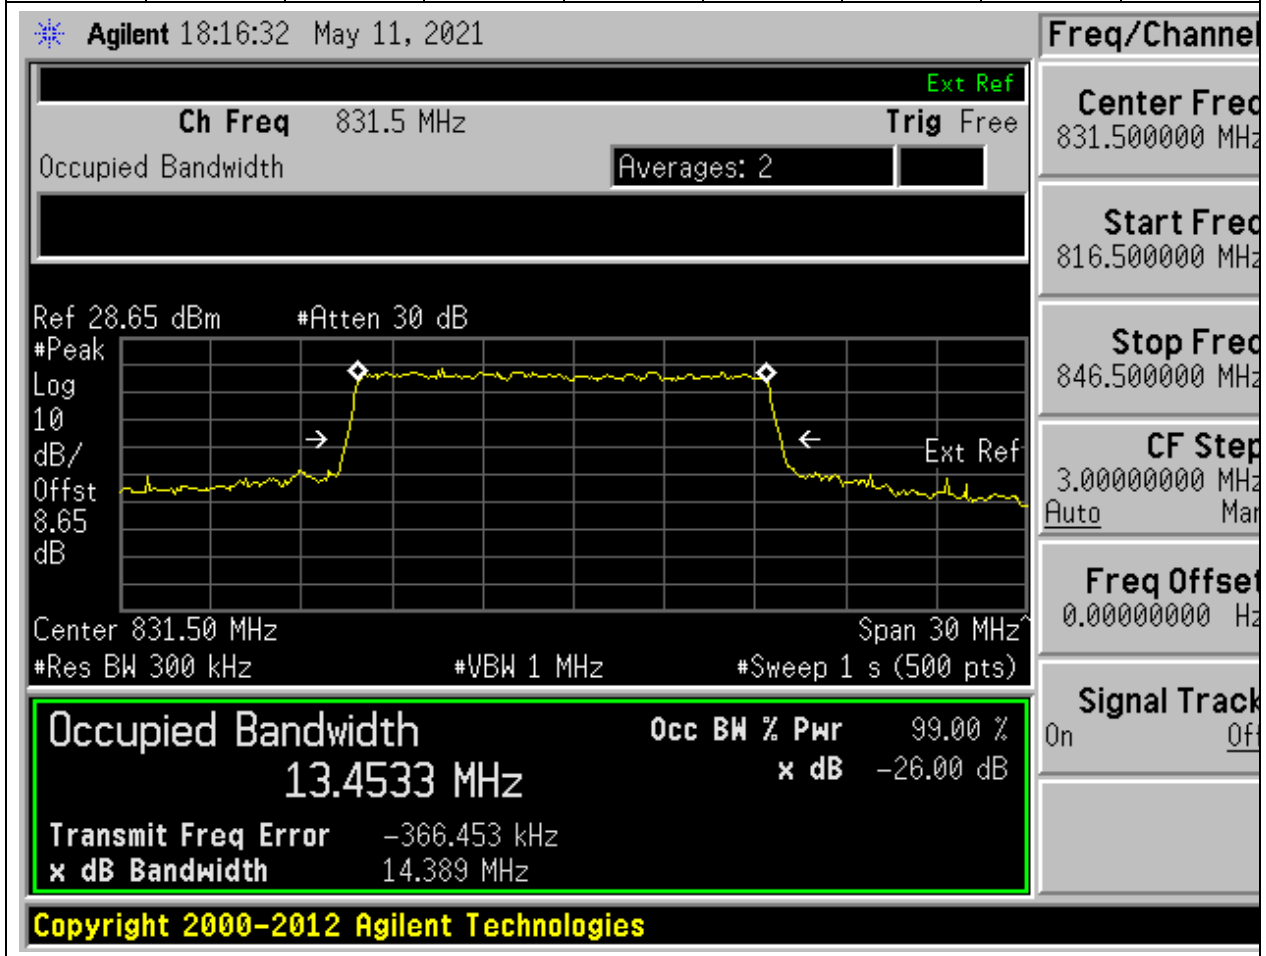 Agilent 18:16:32 May 11, 2021
Freq/Channel
Ext Ref
Ch Freq 831.5 MHz
Trig Free
Occupied Bandwidth
Averages: 2
Center Freq
831.500000 MHz
Start Freq
816.500000 MHz
Stop Freq
846.500000 MHz
CF Step
3.00000000 MHz
Auto Man
Freq Offset
0.00000000 Hz
Signal Track
On Off
Ref 28.65 dBm #Atten 30 dB
#Peak
Log
10
dB/
Offst
8.65
dB
Ext Ref
Center 831.50 MHz Span 30 MHz^
#Res BW 300 kHz #VBW 1 MHz #Sweep 1 s (500 pts)
Occupied Bandwidth
13.4533 MHz
Occ BW % Pwr 99.00 %
x dB -26.00 dB
Transmit Freq Error -366.453 kHz
x dB Bandwidth 14.389 MHz
Copyright 2000-2012 Agilent Technologies